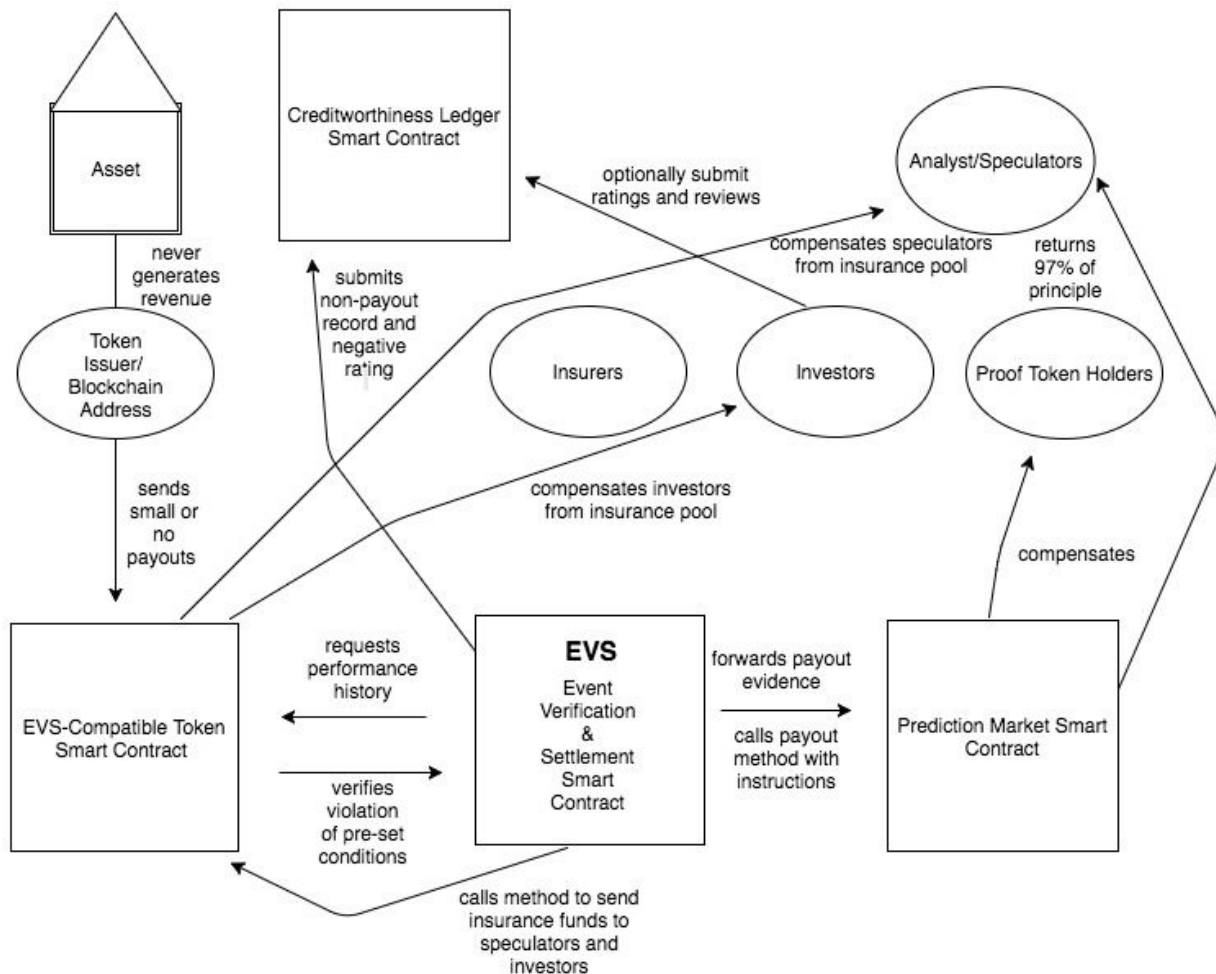 Asset
Creditworthiness Ledger
Smart Contract
Analyst/Speculators
optionally submit
ratings and reviews
never
generates
revenue
submits
non-payout
record and
negative
rating
compensates speculators
from insurance pool
returns
97% of
principle
Token
Issuer/
Blockchain
Address
Insurers
Investors
Proof Token Holders
sends
small or
no
payouts
compensates investors
from insurance pool
compensates
EVS-Compatible Token
Smart Contract
requests
performance
history
verifies
violation
of pre-set
conditions
EVS
Event
Verification
&
Settlement
Smart
Contract
forwards payout
evidence
calls payout
method with
instructions
Prediction Market Smart
Contract
calls method to send
insurance funds to
speculators and
investors